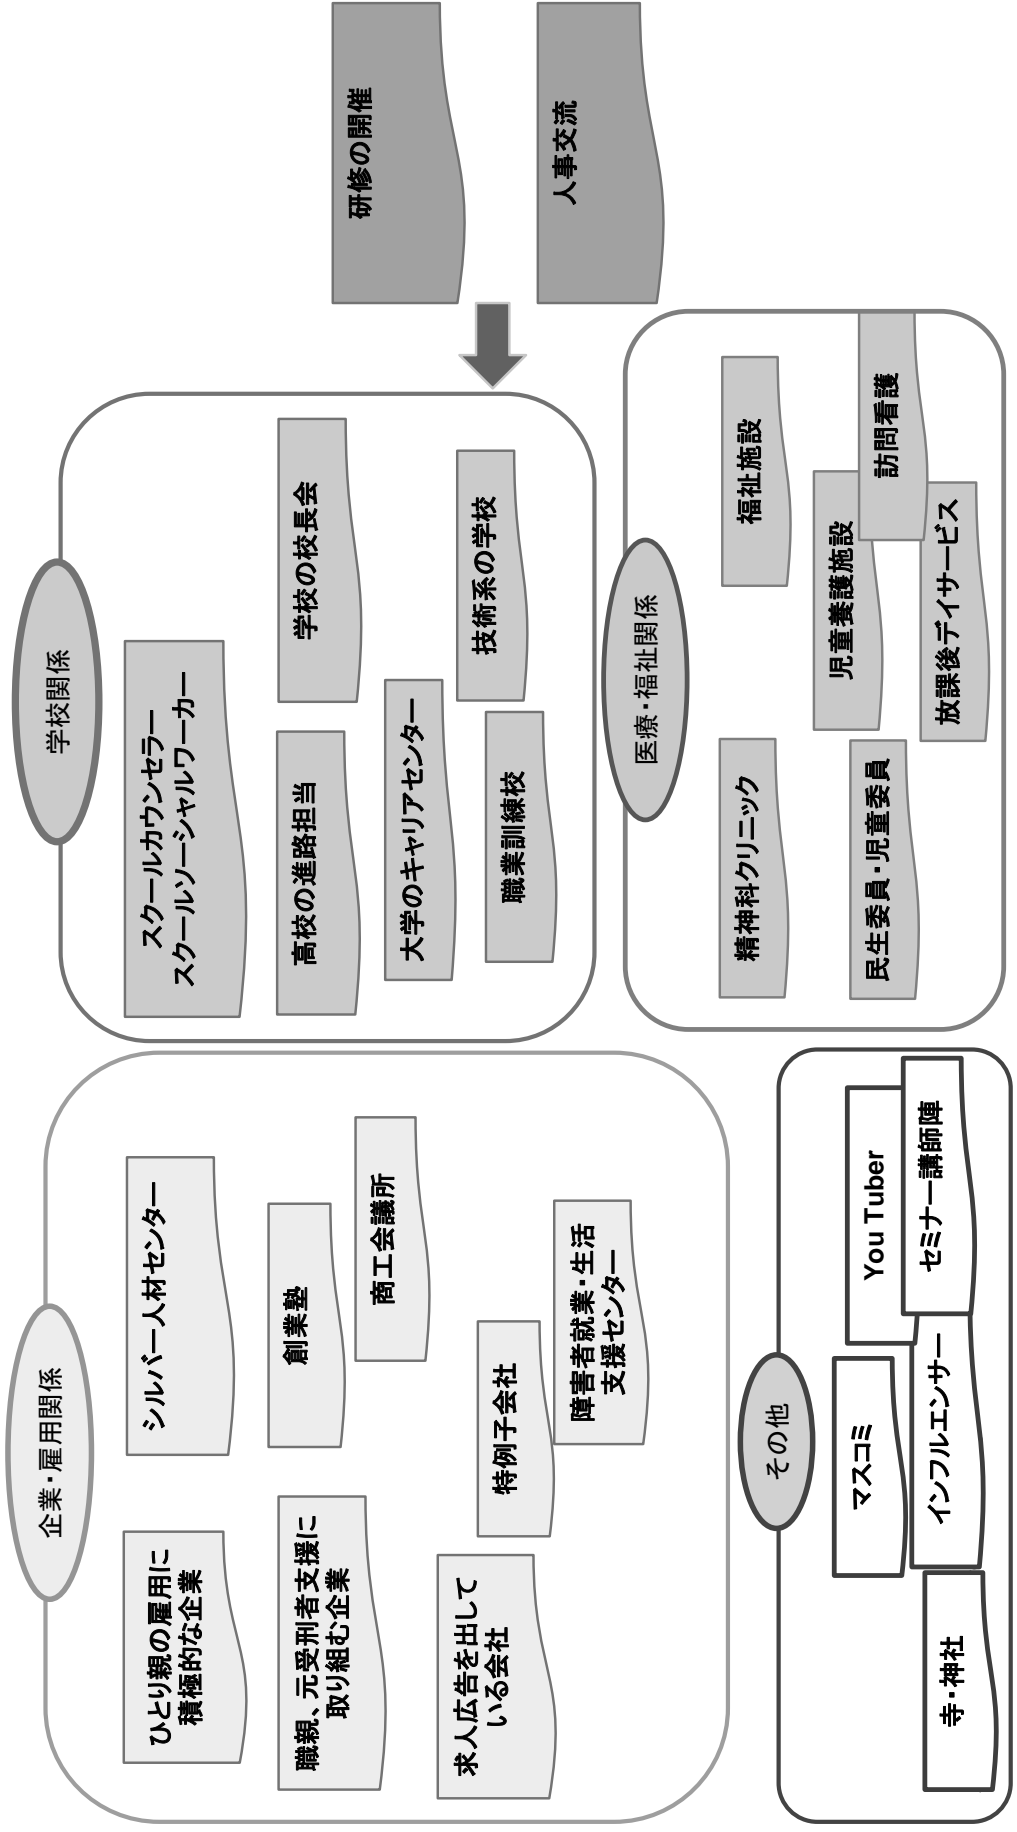 企業・雇用関係
ひとり親の雇用に
積極的な企業
シルバー人材センター
職親、元受刑者支援に
取り組む企業
創業塾
商工会議所
求人広告を出して
いる会社
特例子会社
障害者就業・生活
支援センター
学校関係
スクールカウンセラー
スクールソーシャルワーカー
高校の進路担当
学校の校長会
大学のキャリアセンター
技術系の学校
職業訓練校
研修の開催
人事交流
医療・福祉関係
精神科クリニック
福祉施設
児童養護施設
訪問看護
民生委員・児童委員
放課後デイサービス
その他
マスコミ
You Tuber
セミナー講師陣
インフルエンサー
寺・神社